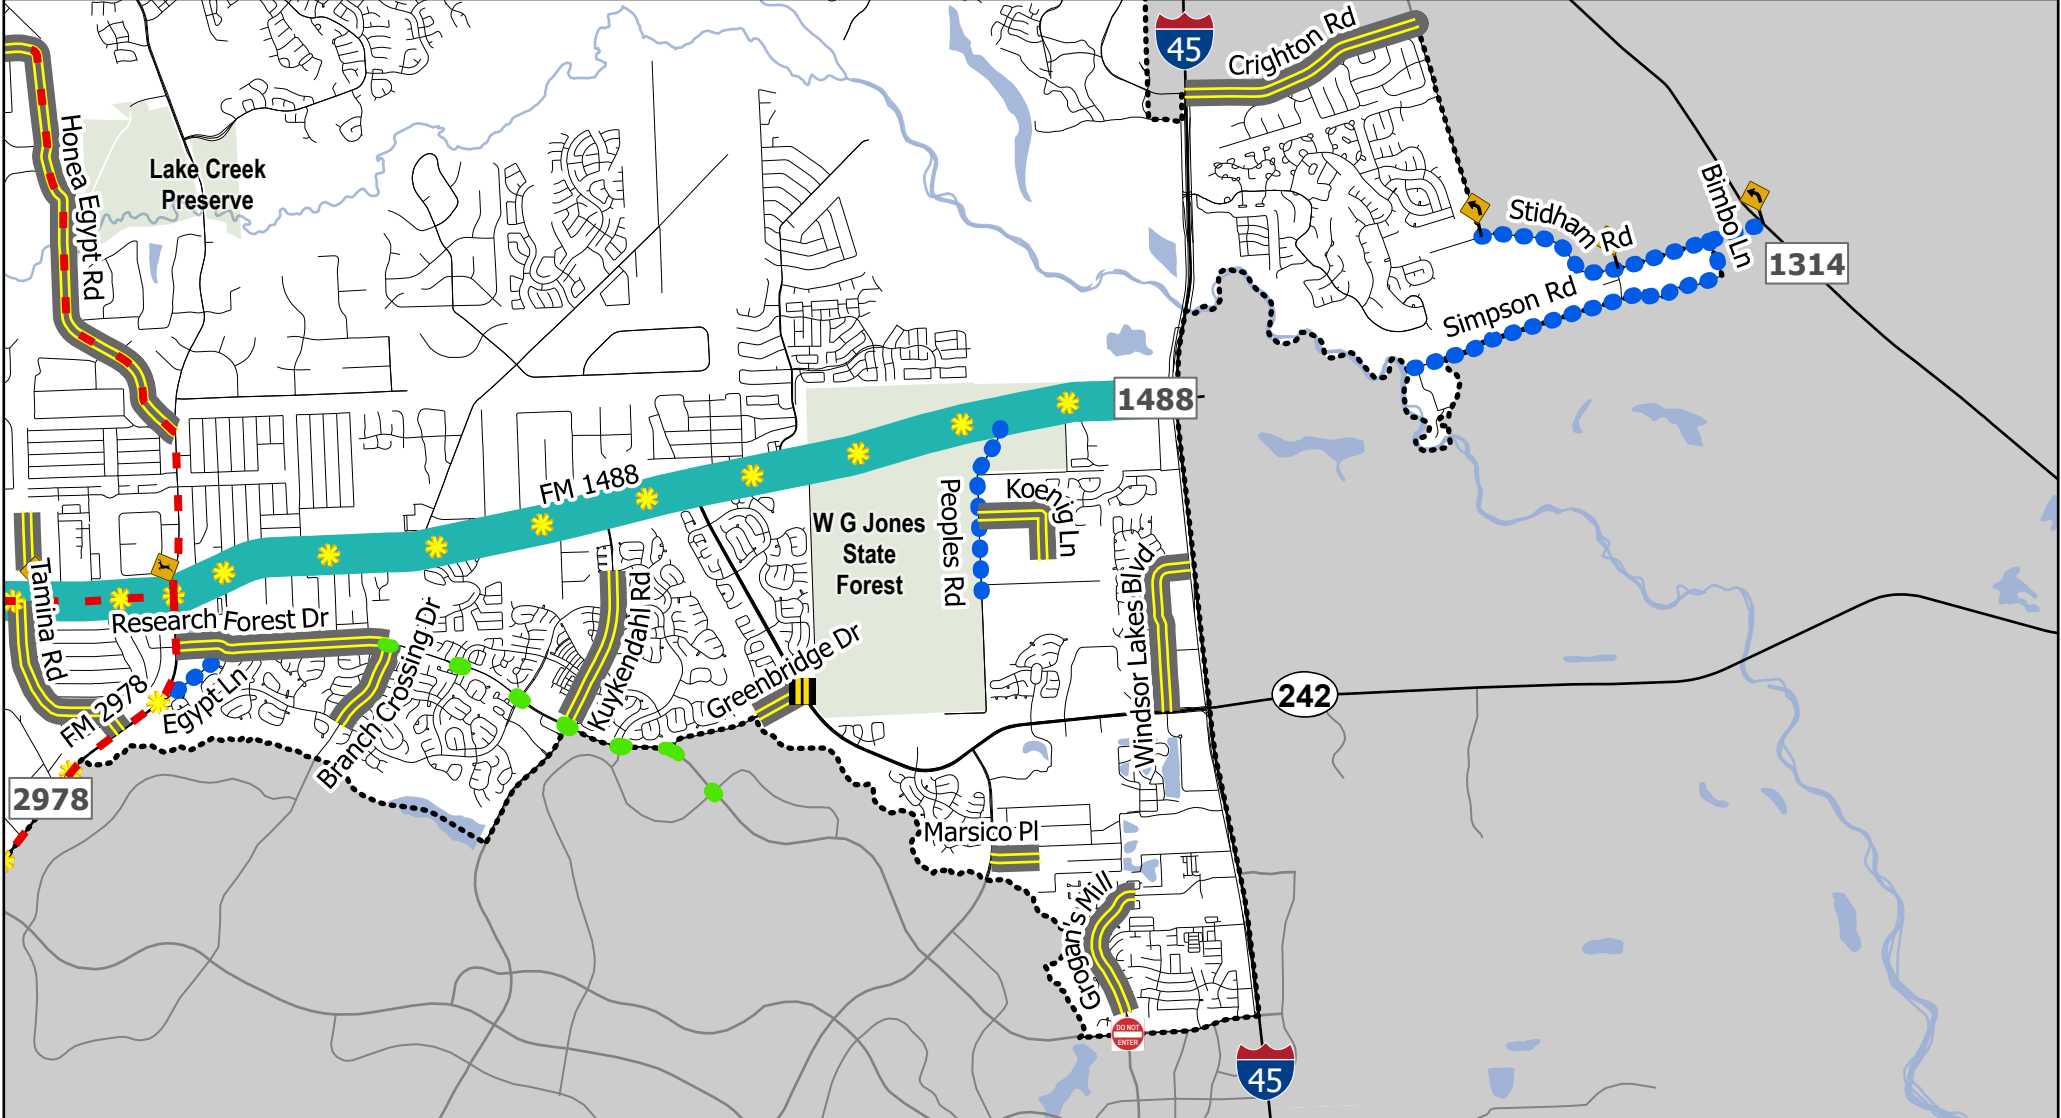 45
Crighton Rd
Honea Egypt Rd
Lake Creek
Preserve
Stidham Rd
Bimbo Ln
1314
Simpson Rd
1488
FM 1488
Peoples Rd
Koenig Ln
W G Jones
State
Forest
Tamina Rd
Research Forest Dr
Branch Crossing Dr
Kuykendahl Rd
Greenbridge Dr
Windsor Lakes Blvd
FM 2978
Egypt Ln
242
2978
Marsico Pl
Grogan's Mill
DO NOT
ENTER
45